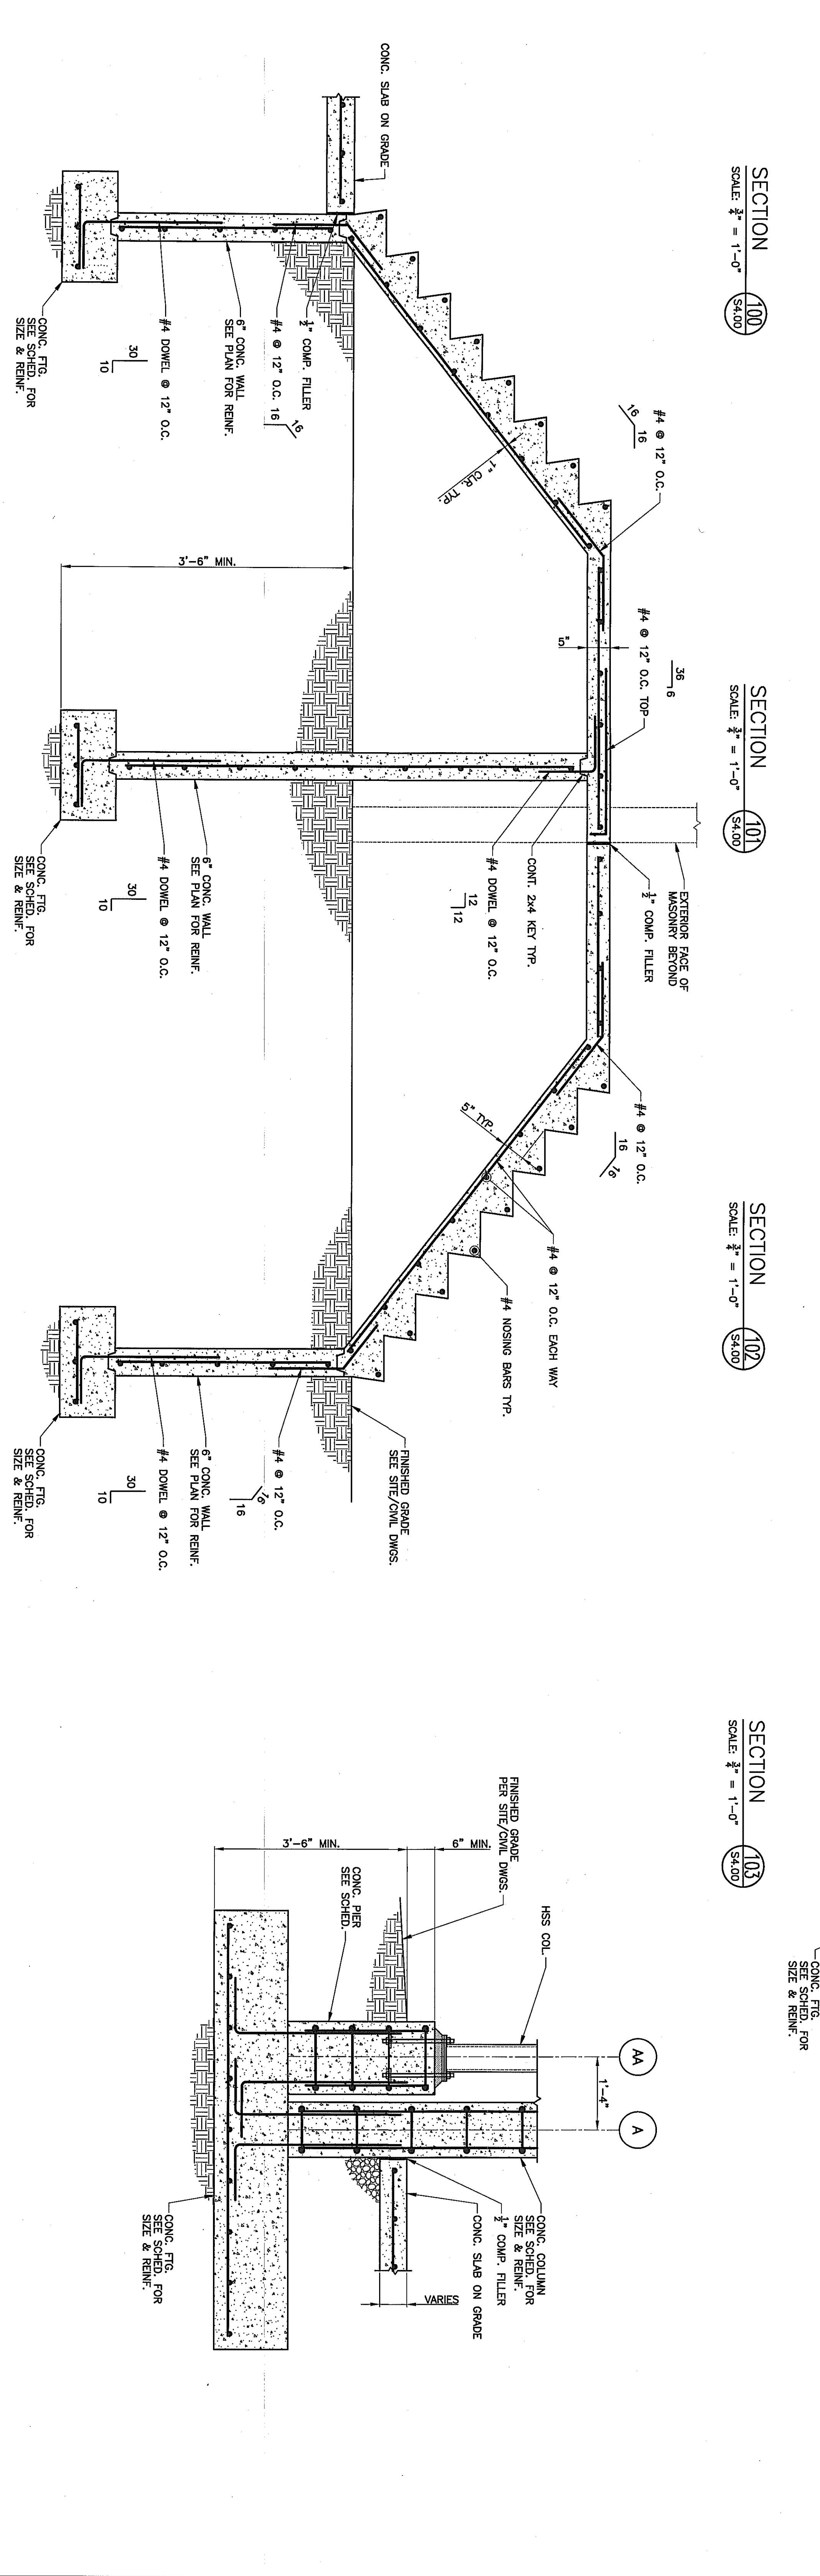 SECTION
SCALE: 3/4" = 1'-0"
100
S4.00
SECTION
SCALE: 3/4" = 1'-0"
101
S4.00
SECTION
SCALE: 3/4" = 1'-0"
102
S4.00
SECTION
SCALE: 3/4" = 1'-0"
103
S4.00
CONC. FTG.
SEE SCHED. FOR
SIZE & REINF.
CONC. SLAB ON GRADE
1/2" COMP. FILLER
#4 @ 12" O.C.
16
16
6" CONC. WALL
SEE PLAN FOR REINF.
#4 DOWEL @ 12" O.C.
30
10
CONC. FTG.
SEE SCHED. FOR
SIZE & REINF.
1" CLR. TYP.
#4 @ 12" O.C.
16
16
3'-6" MIN.
5"
#4 @ 12" O.C. TOP
36
6
EXTERIOR FACE OF
MASONRY BEYOND
1/2" COMP. FILLER
CONT. 2x4 KEY TYP.
#4 DOWEL @ 12" O.C.
12
12
6" CONC. WALL
SEE PLAN FOR REINF.
#4 DOWEL @ 12" O.C.
30
10
CONC. FTG.
SEE SCHED. FOR
SIZE & REINF.
#4 @ 12" O.C.
16
16
5" TYP.
#4 @ 12" O.C. EACH WAY
#4 NOSING BARS TYP.
FINISHED GRADE
SEE SITE/CIVIL DWGS.
#4 @ 12" O.C.
16
16
6" CONC. WALL
SEE PLAN FOR REINF.
#4 DOWEL @ 12" O.C.
30
10
CONC. FTG.
SEE SCHED. FOR
SIZE & REINF.
AA
A
1'-4"
HSS COL.
FINISHED GRADE
PER SITE/CIVIL DWGS.
6" MIN.
3'-6" MIN.
CONC. PIER
SEE SCHED.
CONC. COLUMN
SEE SCHED. FOR
SIZE & REINF.
1/2" COMP. FILLER
CONC. SLAB ON GRADE
VARIES
CONC. FTG.
SEE SCHED. FOR
SIZE & REINF.